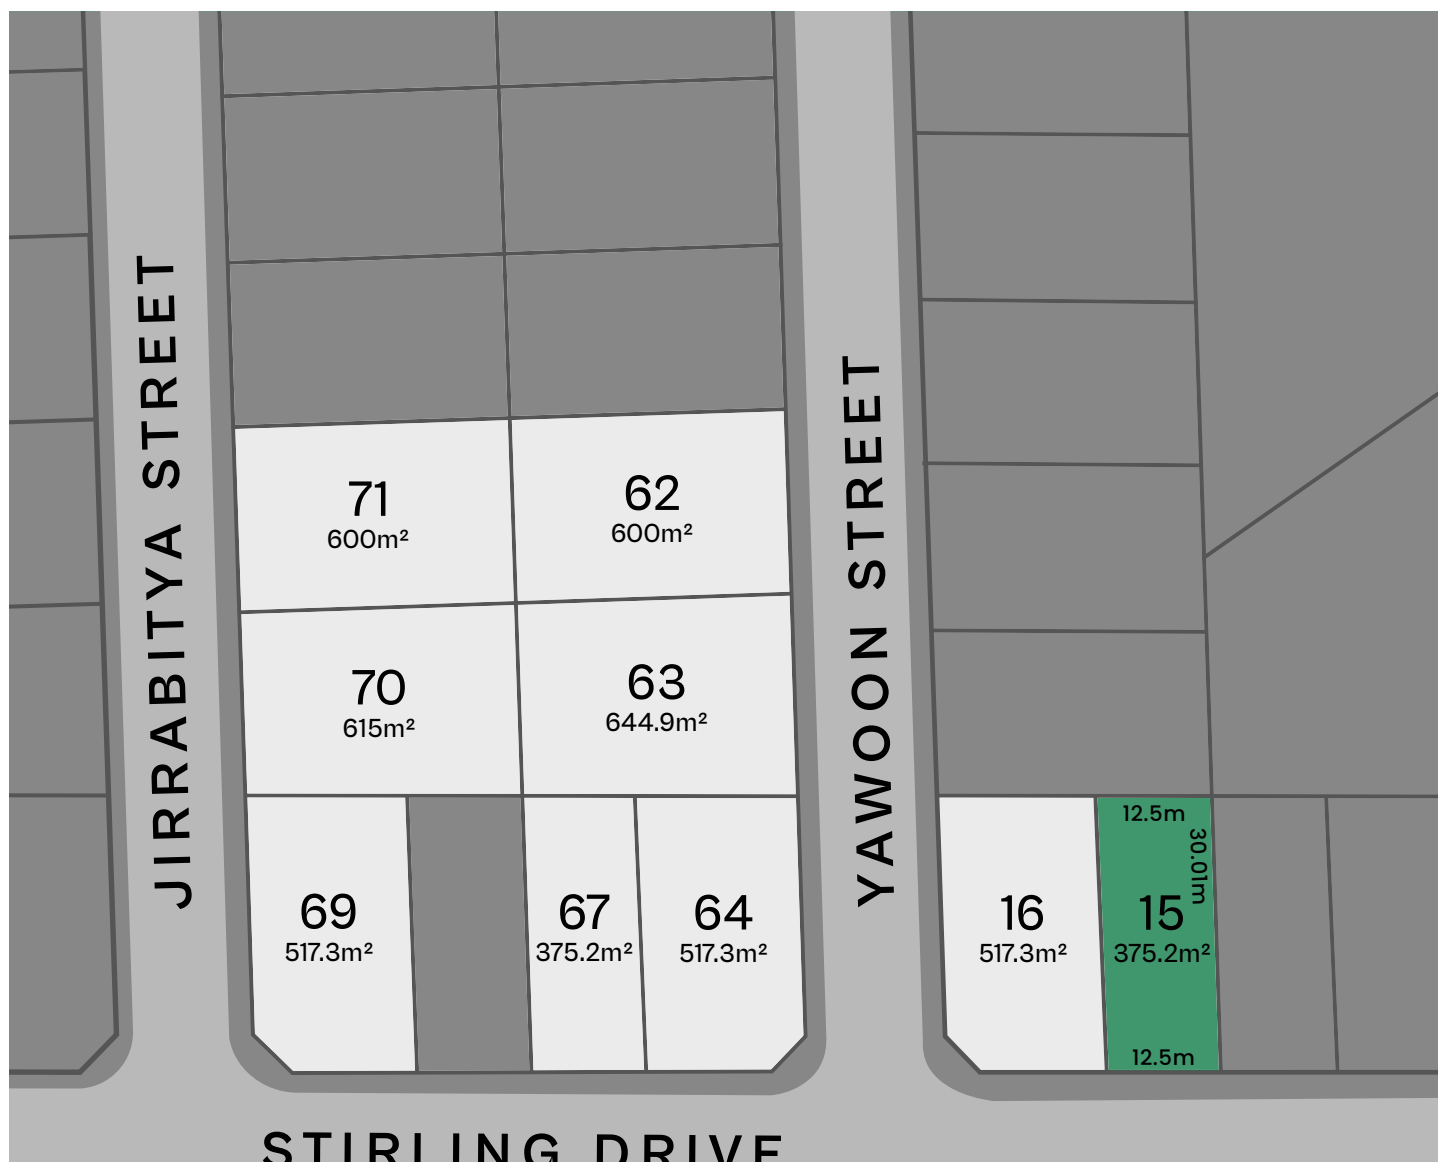 JIRRABITYA STREET
YAWOON STREET
71
600m²
62
600m²
70
615m²
63
644.9m²
69
517.3m²
67
375.2m²
64
517.3m²
16
517.3m²
12.5m
30.01m
15
375.2m²
12.5m
STIRLING DRIVE